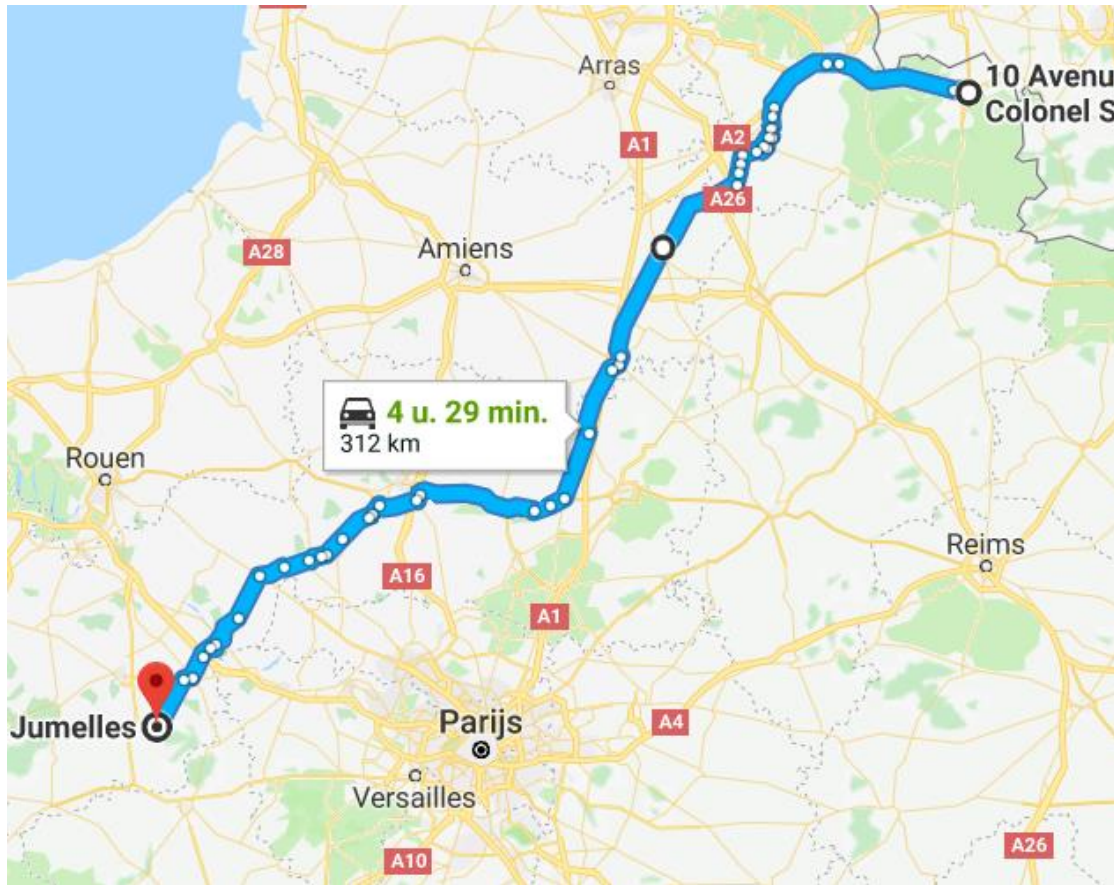 Arras
10 Avenu
Colonel S
A1
A2
A26
A28
Amiens
4 u. 29 min.
312 km
Rouen
Reims
A16
A1
Jumelles
Parijs
A4
Versailles
A10
A26